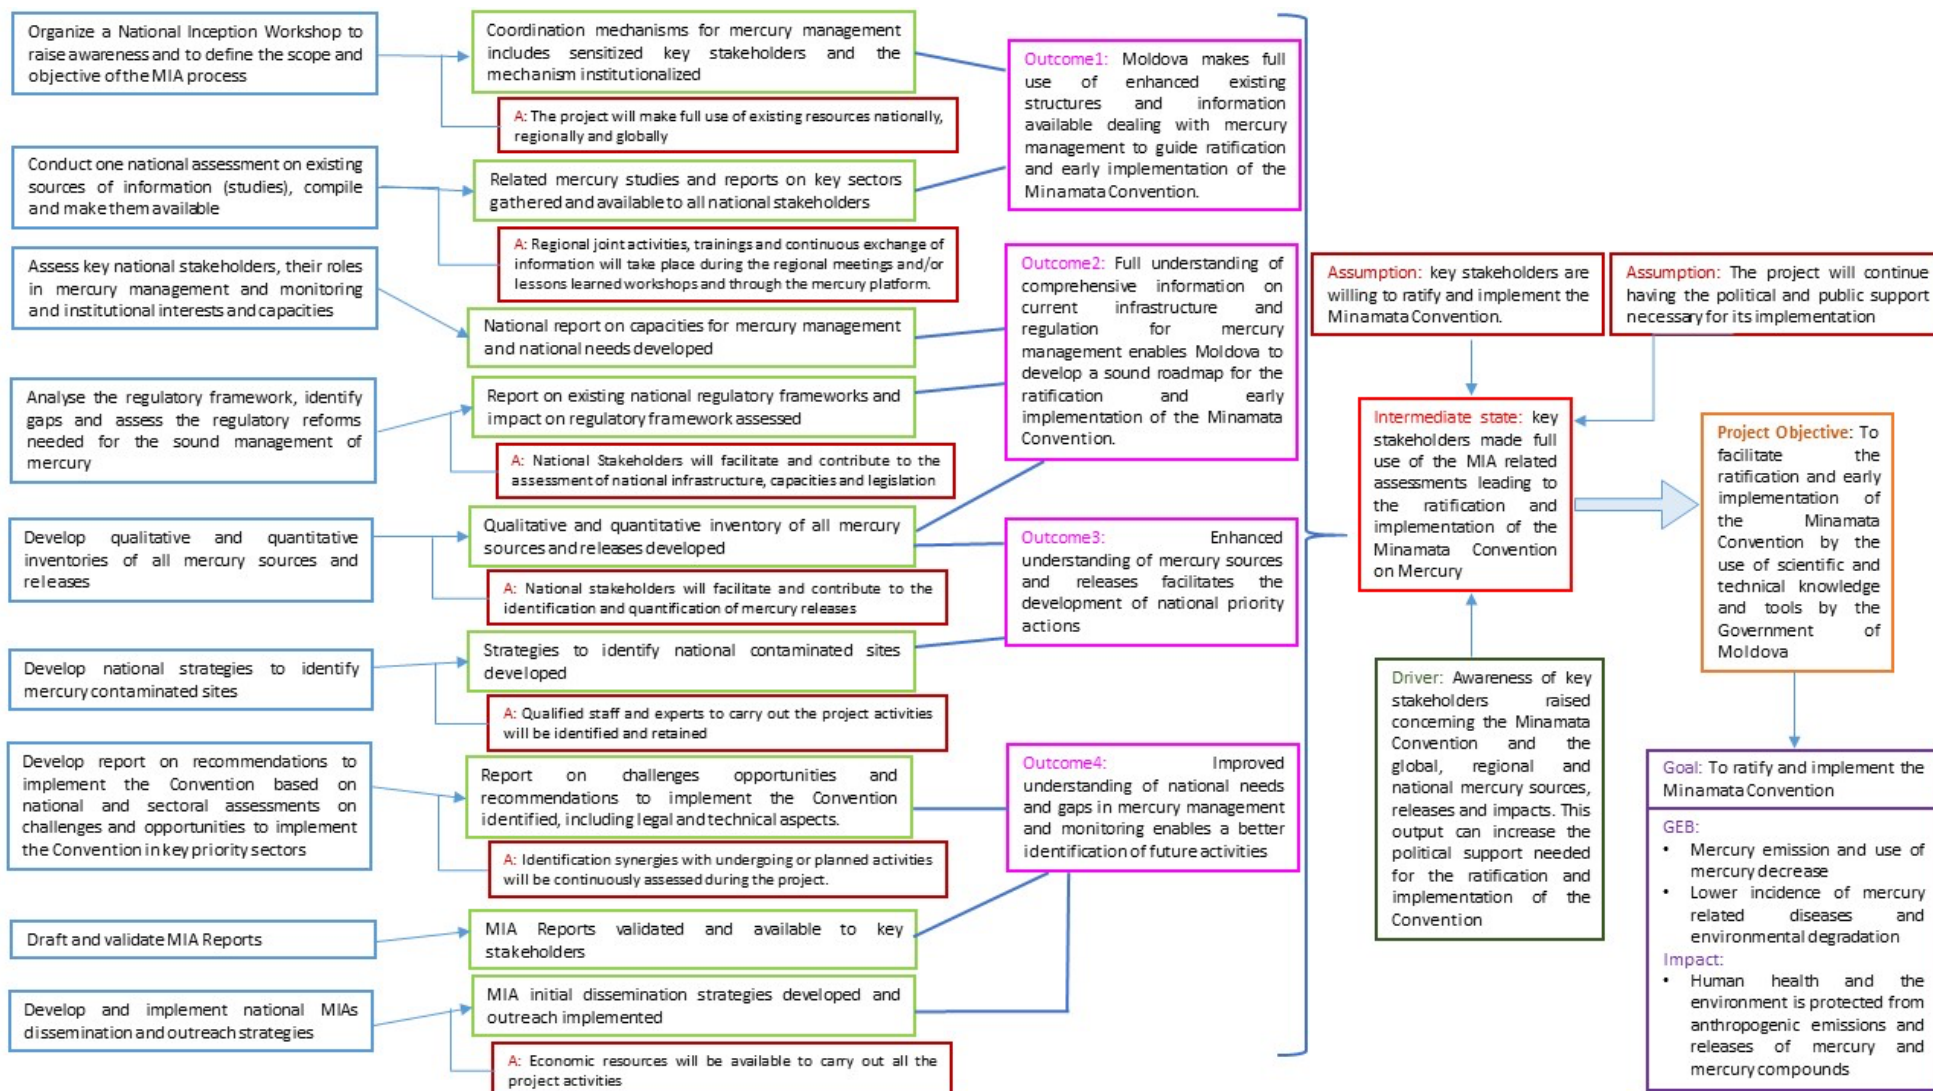 Organize a National Inception Workshop to
raise awareness and to define the scope and
objective of the MIA process
Conduct one national assessment on existing
sources of information (studies), compile
and make them available
Assess key national stakeholders, their roles
in mercury management and monitoring
and institutional interests and capacities
Analyse the regulatory framework, identify
gaps and assess the regulatory reforms
needed for the sound management of
mercury
Develop qualitative and quantitative
inventories of all mercury sources and
releases
Develop national strategies to identify
mercury contaminated sites
Develop report on recommendations to
implement the Convention based on
national and sectoral assessments on
challenges and opportunities to implement
the Convention in key priority sectors
Draft and validate MIA Reports
Develop and implement national MIAs
dissemination and outreach strategies
Coordination mechanisms for mercury management
includes sensitized key stakeholders and the
mechanism institutionalized
A: The project will make full use of existing resources nationally,
regionally and globally
Related mercury studies and reports on key sectors
gathered and available to all national stakeholders
A: Regional joint activities, trainings and continuous exchange of
information will take place during the regional meetings and/or
lessons learned workshops and through the mercury platform.
National report on capacities for mercury management
and national needs developed
Report on existing national regulatory frameworks and
impact on regulatory framework assessed
A: National Stakeholders will facilitate and contribute to the
assessment of national infrastructure, capacities and legislation
Qualitative and quantitative inventory of all mercury
sources and releases developed
A: National stakeholders will facilitate and contribute to the
identification and quantification of mercury releases
Strategies to identify national contaminated sites
developed
A: Qualified staff and experts to carry out the project activities
will be identified and retained
Report on challenges opportunities and
recommendations to implement the Convention
identified, including legal and technical aspects.
A: Identification synergies with undergoing or planned activities
will be continuously assessed during the project.
MIA Reports validated and available to key
stakeholders
MIA initial dissemination strategies developed and
outreach implemented
A: Economic resources will be available to carry out all the
project activities
Outcome1: Moldova makes full
use of enhanced existing
structures and information
available dealing with mercury
management to guide ratification
and early implementation of the
Minamata Convention.
Outcome2: Full understanding of
comprehensive information on
current infrastructure and
regulation for mercury
management enables Moldova to
develop a sound roadmap for the
ratification and early
implementation of the Minamata
Convention.
Outcome3: Enhanced
understanding of mercury sources
and releases facilitates the
development of national priority
actions
Outcome4: Improved
understanding of national needs
and gaps in mercury management
and monitoring enables a better
identification of future activities
Assumption: key stakeholders are
willing to ratify and implement the
Minamata Convention.
Assumption: The project will continue
having the political and public support
necessary for its implementation
Intermediate state: key
stakeholders made full
use of the MIA related
assessments leading to
the ratification and
implementation of the
Minamata Convention
on Mercury
Driver: Awareness of key
stakeholders raised
concerning the Minamata
Convention and the
global, regional and
national mercury sources,
releases and impacts. This
output can increase the
political support needed
for the ratification and
implementation of the
Convention
Project Objective: To
facilitate the
ratification and early
implementation of
the Minamata
Convention by the
use of scientific and
technical knowledge
and tools by the
Government of
Moldova
Goal: To ratify and implement the
Minamata Convention
GEB:
• Mercury emission and use of
mercury decrease
• Lower incidence of mercury
related diseases and
environmental degradation
Impact:
• Human health and the
environment is protected from
anthropogenic emissions and
releases of mercury and
mercury compounds